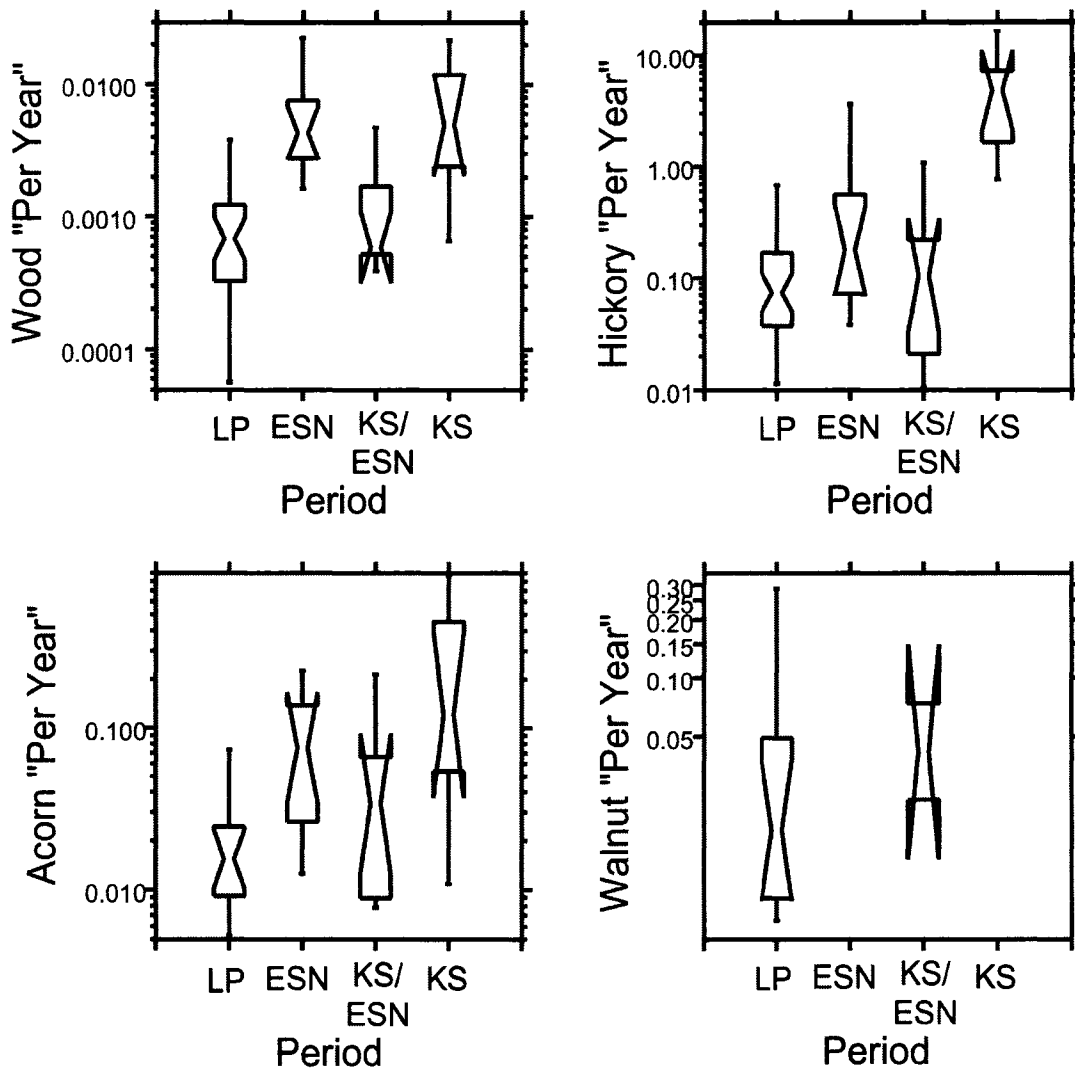 Wood "Per Year"
0.0100
0.0010
0.0001
LP ESN KS/ KS
ESN
Period
Hickory "Per Year"
10.00
1.00
0.10
0.01
LP ESN KS/ KS
ESN
Period
Acorn "Per Year"
0.100
0.010
LP ESN KS/ KS
ESN
Period
Walnut "Per Year"
0.30
0.25
0.20
0.15
0.10
0.05
LP ESN KS/ KS
ESN
Period